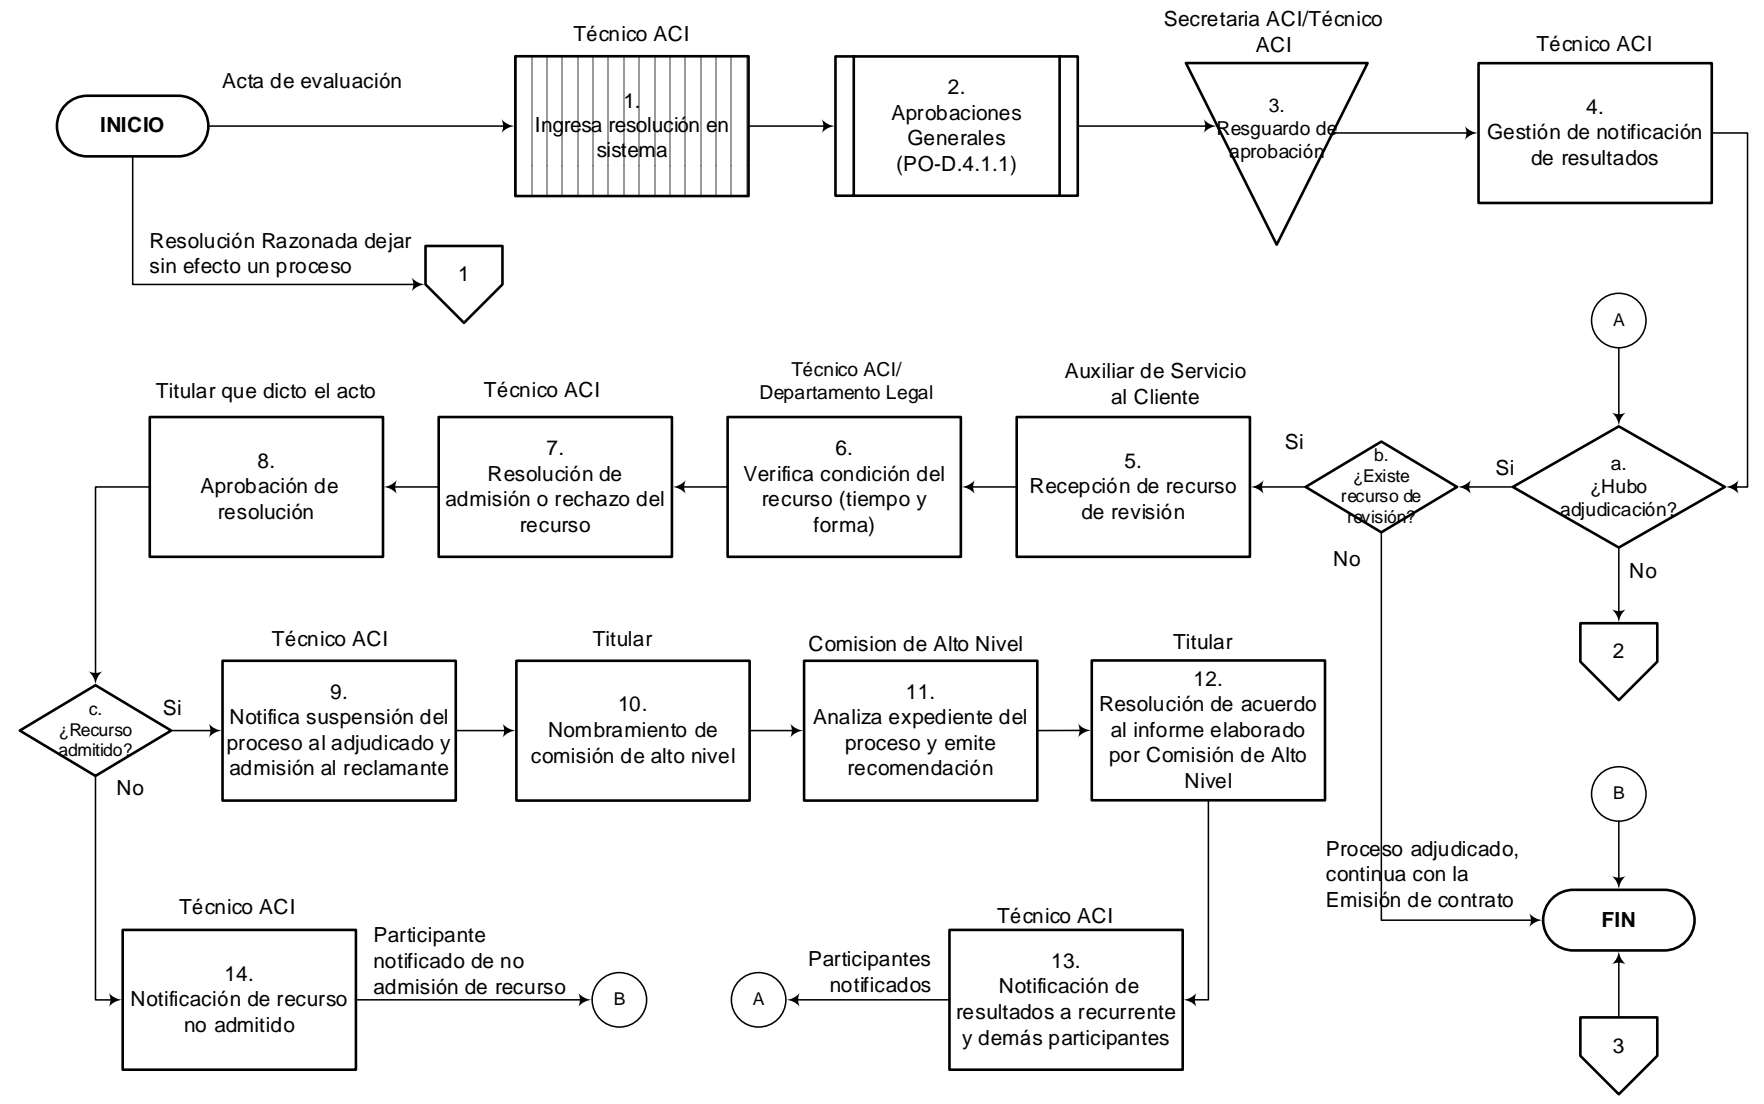 Técnico ACI
Secretaria ACI/Técnico
ACI
Técnico ACI
Acta de evaluación
INICIO
1.
Ingresa resolución en
sistema
2.
Aprobaciones
Generales
(PO-D.4.1.1)
3.
Resguardo de
aprobación
4.
Gestión de notificación
de resultados
Resolución Razonada dejar
sin efecto un proceso
1
A
Titular que dicto el acto
Técnico ACI
Técnico ACI/
Departamento Legal
Auxiliar de Servicio
al Cliente
8.
Aprobación de
resolución
7.
Resolución de
admisión o rechazo del
recurso
6.
Verifica condición del
recurso (tiempo y
forma)
5.
Recepción de recurso
de revisión
Si
b.
¿Existe
recurso de
revisión?
Si
a.
¿Hubo
adjudicación?
No
No
2
Técnico ACI
Titular
Comision de Alto Nivel
Titular
c.
¿Recurso
admitido?
Si
No
9.
Notifica suspensión del
proceso al adjudicado y
admisión al reclamante
10.
Nombramiento de
comisión de alto nivel
11.
Analiza expediente del
proceso y emite
recomendación
12.
Resolución de acuerdo
al informe elaborado
por Comisión de Alto
Nivel
B
Proceso adjudicado,
continua con la
Emisión de contrato
FIN
Técnico ACI
14.
Notificación de recurso
no admitido
Participante
notificado de no
admisión de recurso
B
A
Participantes
notificados
Técnico ACI
13.
Notificación de
resultados a recurrente
y demás participantes
3